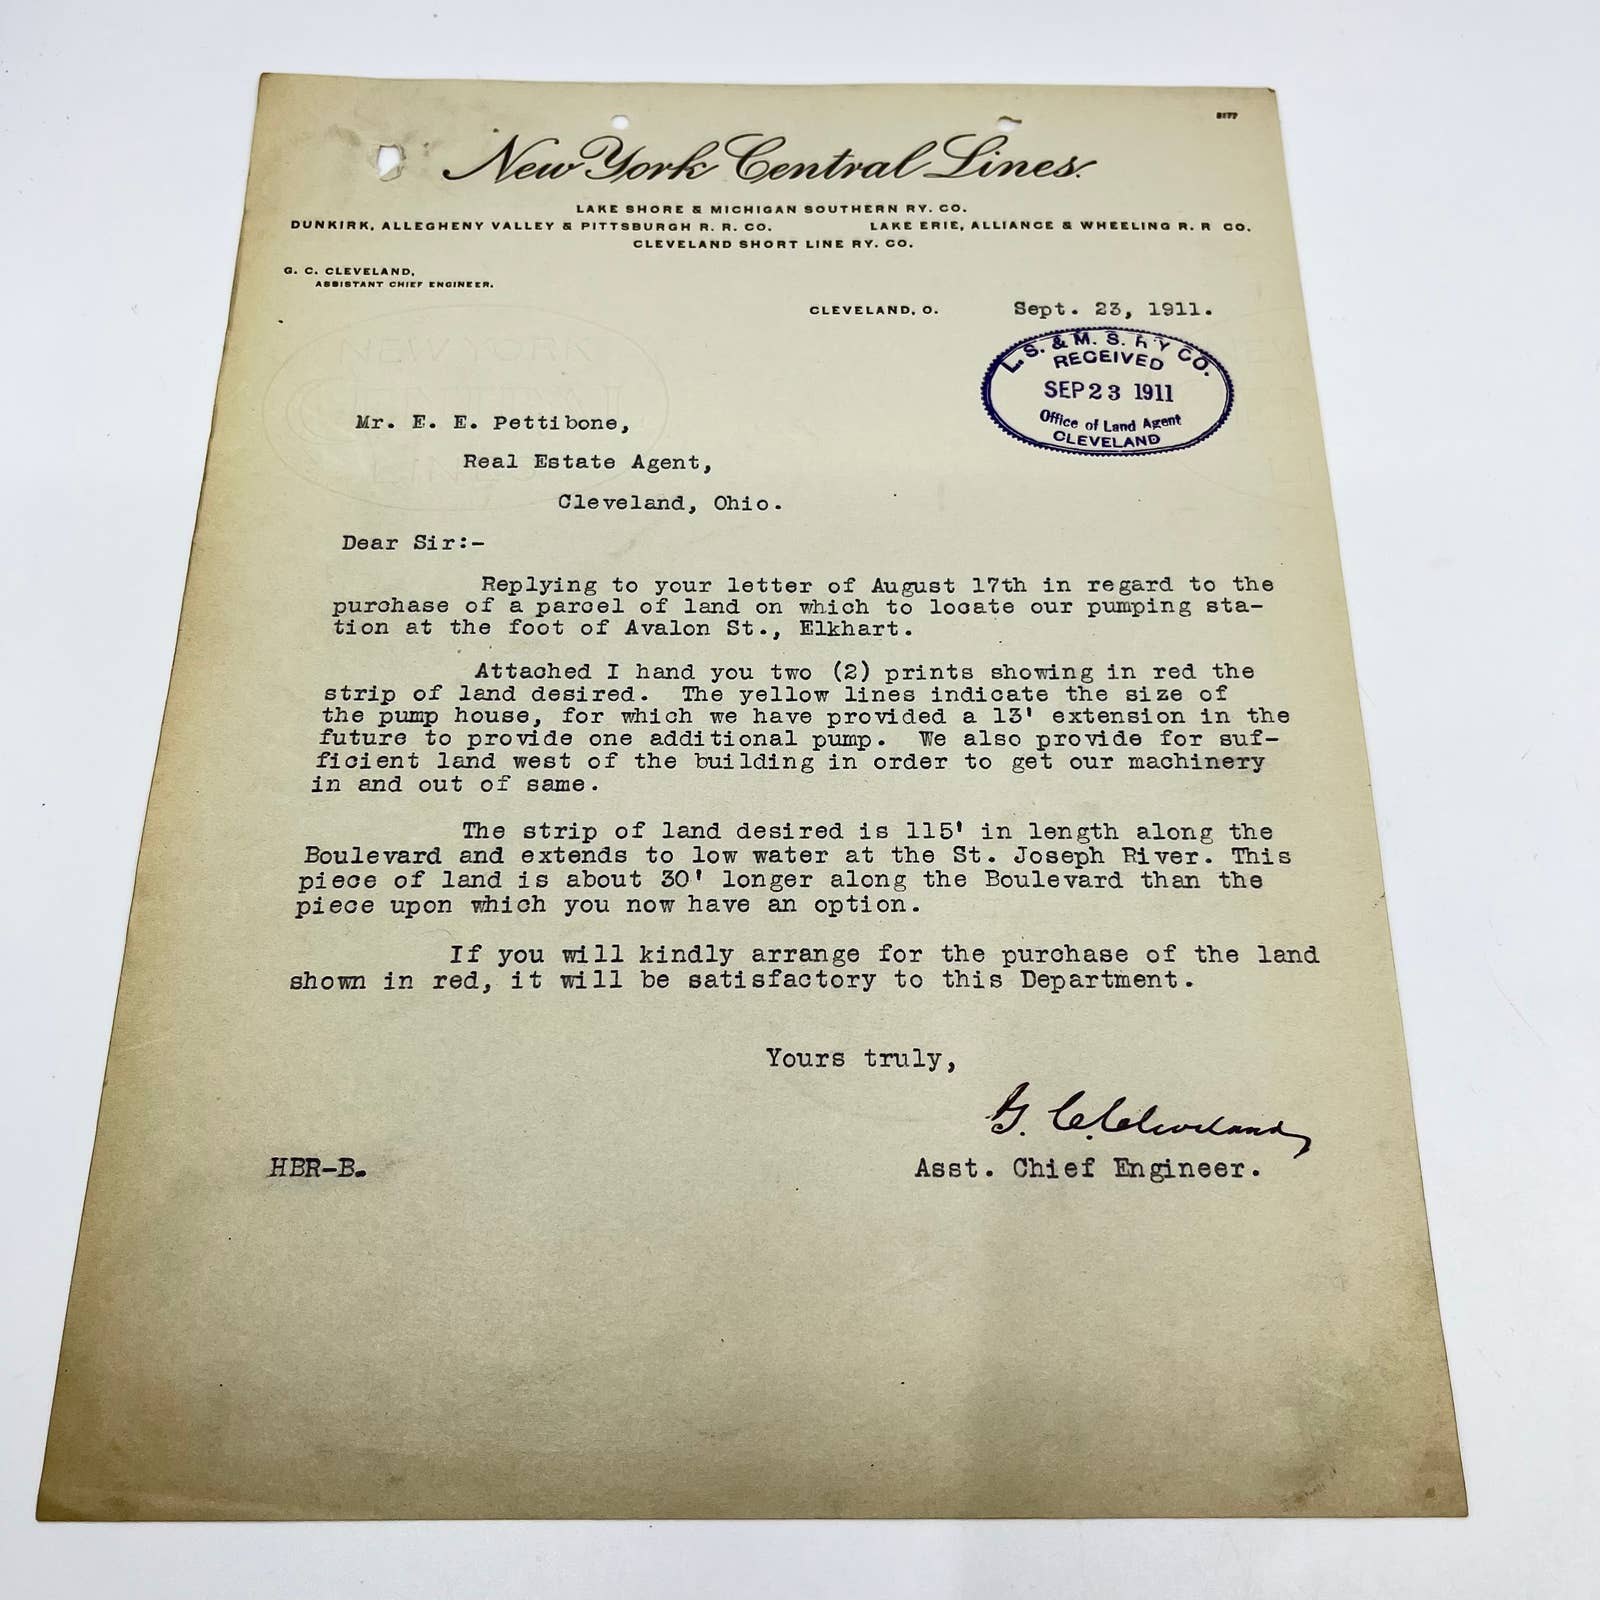 3177
New York Central Lines.
LAKE SHORE & MICHIGAN SOUTHERN RY. CO.
DUNKIRK, ALLEGHENY VALLEY & PITTSBURGH R. R. CO. LAKE ERIE, ALLIANCE & WHEELING R. R CO.
CLEVELAND SHORT LINE RY. CO.
G. C. CLEVELAND,
ASSISTANT CHIEF ENGINEER.
CLEVELAND, O. Sept. 23, 1911.
L. S. & M. S. RY CO.
RECEIVED
SEP 23 1911
Office of Land Agent
CLEVELAND
NEW YORK
CENTRAL
LINES
Mr. E. E. Pettibone,
Real Estate Agent,
Cleveland, Ohio.
Dear Sir:-
Replying to your letter of August 17th in regard to the
purchase of a parcel of land on which to locate our pumping sta-
tion at the foot of Avalon St., Elkhart.
Attached I hand you two (2) prints showing in red the
strip of land desired. The yellow lines indicate the size of
the pump house, for which we have provided a 13' extension in the
future to provide one additional pump. We also provide for suf-
ficient land west of the building in order to get our machinery
in and out of same.
The strip of land desired is 115' in length along the
Boulevard and extends to low water at the St. Joseph River. This
piece of land is about 30' longer along the Boulevard than the
piece upon which you now have an option.
If you will kindly arrange for the purchase of the land
shown in red, it will be satisfactory to this Department.
Yours truly,
G. C. Cleveland
HBR-B. Asst. Chief Engineer.